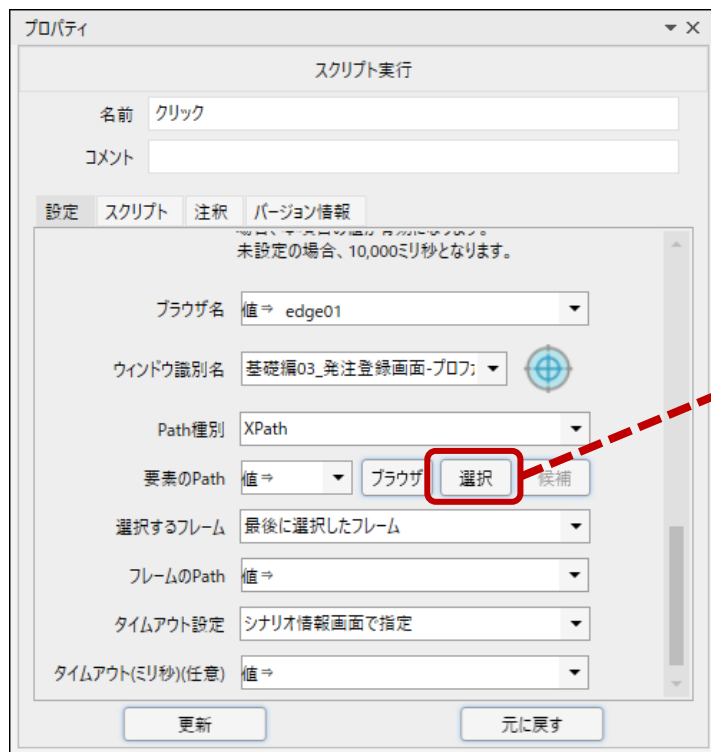 プロパティ
スクリプト実行
名前 クリック
コメント
設定 スクリプト 注釈 バージョン情報
未設定の場合、10,000ミリ秒となります。
ブラウザ名 値⇒ edge01
ウィンドウ識別名 基礎編03_発注登録画面-プロファ
Path種別 XPath
要素のPath 値⇒ ブラウザ 選択 候補
選択するフレーム 最後に選択したフレーム
フレームのPath 値⇒
タイムアウト設定 シナリオ情報画面で指定
タイムアウト(ミリ秒)(任意) 値⇒
更新 元に戻す